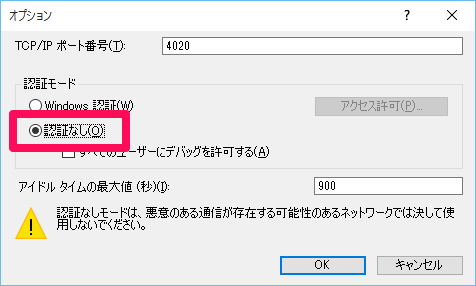 オプション
TCP/IP ポート番号(T):
4020
認証モード
Windows 認証(W)
アクセス許可(P)...
認証なし(O)
すべてのユーザーにデバッグを許可する(A)
アイドル タイムの最大値 (秒)(I):
900
認証なしモードは、悪意のある通信が存在する可能性のあるネットワークでは決して使
用しないでください。
OK
キャンセル